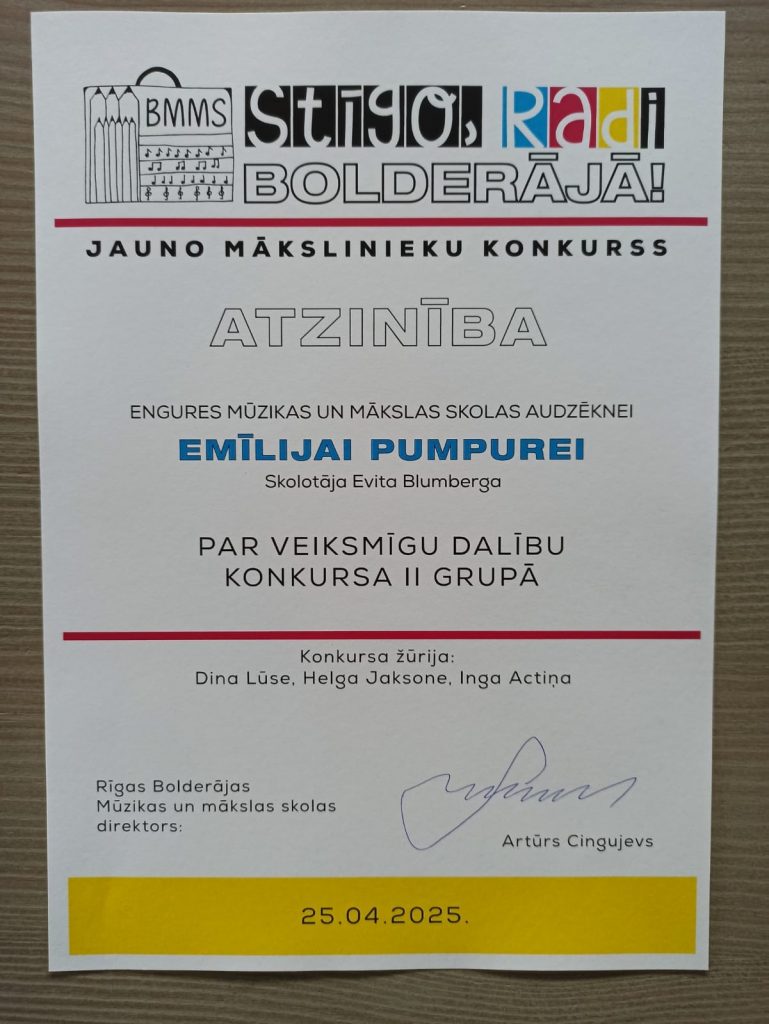 BMMS
Stīgo, Radi
BOLDERĀJĀ!
JAUNO MĀKSLINIEKU KONKURSS
ATZINĪBA
ENGURES MŪZIKAS UN MĀKSLAS SKOLAS AUDZĒKNEI
EMĪLIJAI PUMPUREI
Skolotāja Evita Blumberga
PAR VEIKSMĪGU DALĪBU
KONKURSA II GRUPĀ
Konkursa žūrija:
Dina Lūse, Helga Jaksone, Inga Actiņa
Rīgas Bolderājas
Mūzikas un mākslas skolas
direktors:
Artūrs Cingujevs
25.04.2025.